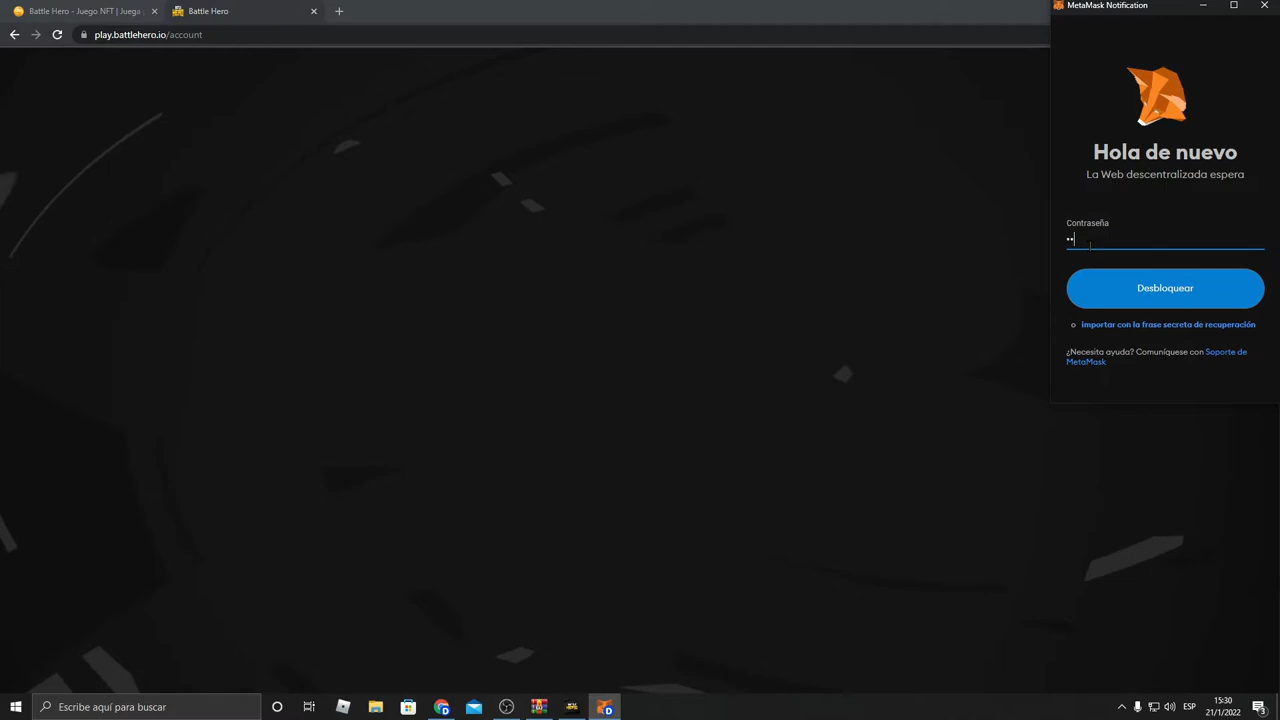 Battle Hero - Juego NFT | Juega
Battle Hero
MetaMask Notification
play.battlehero.io/account
Hola de nuevo
La Web descentralizada espera
Contraseña
••
Desbloquear
Importar con la frase secreta de recuperación
¿Necesita ayuda? Comuníquese con Soporte de
MetaMask
Escribe aquí para buscar
ESP
15:30
21/1/2022